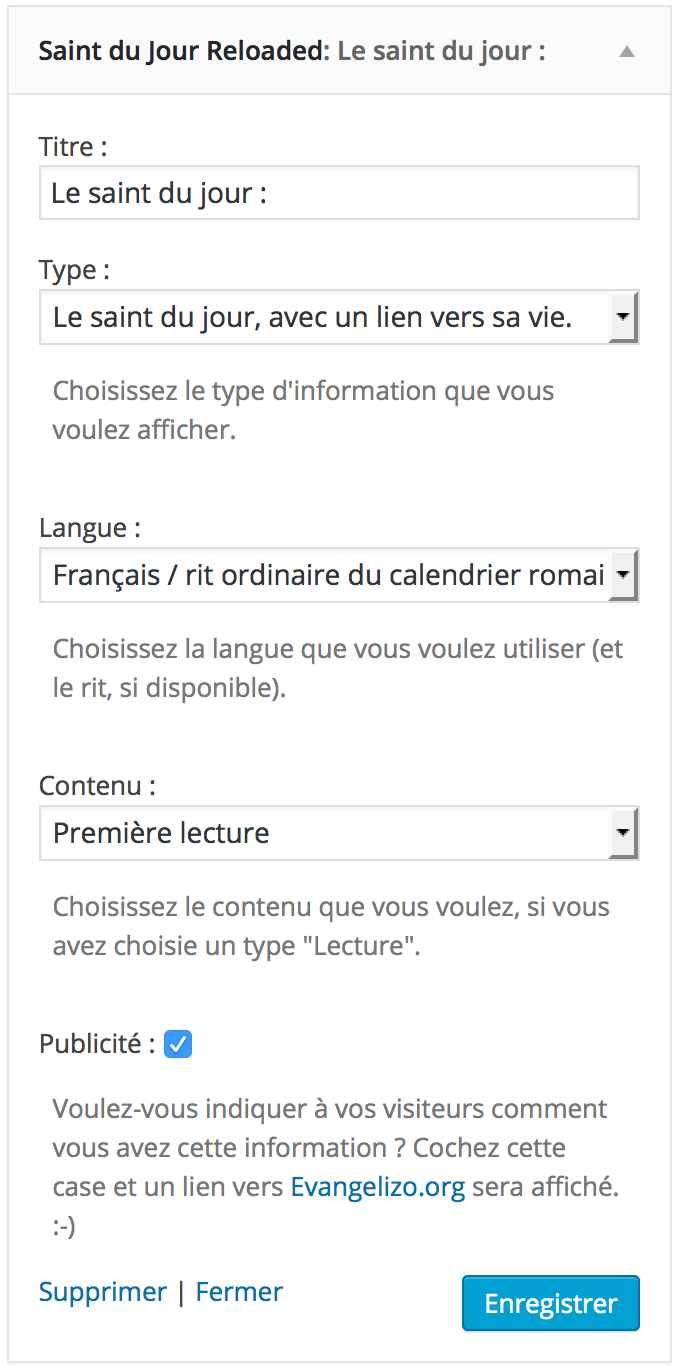 Saint du Jour Reloaded: Le saint du jour :
Titre :
Le saint du jour :
Type :
Le saint du jour, avec un lien vers sa vie.
Choisissez le type d'information que vous
voulez afficher.
Langue :
Français / rit ordinaire du calendrier romai
Choisissez la langue que vous voulez utiliser (et
le rit, si disponible).
Contenu :
Première lecture
Choisissez le contenu que vous voulez, si vous
avez choisie un type "Lecture".
Publicité :
Voulez-vous indiquer à vos visiteurs comment
vous avez cette information ? Cochez cette
case et un lien vers Evangelizo.org sera affiché.
:-)
Supprimer | Fermer
Enregistrer